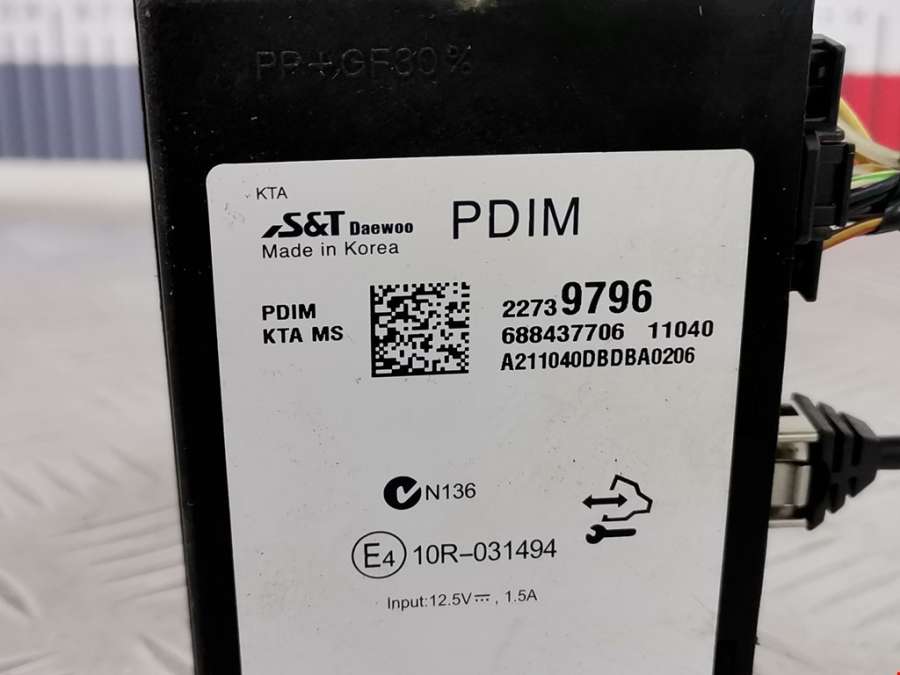 PP+GF30%
KTA
S&T Daewoo PDIM
Made in Korea
PDIM 22739796
KTA MS 688437706 11040
A211040DBDBA0206
N136
E4 10R-031494
Input:12.5V⎓, 1.5A